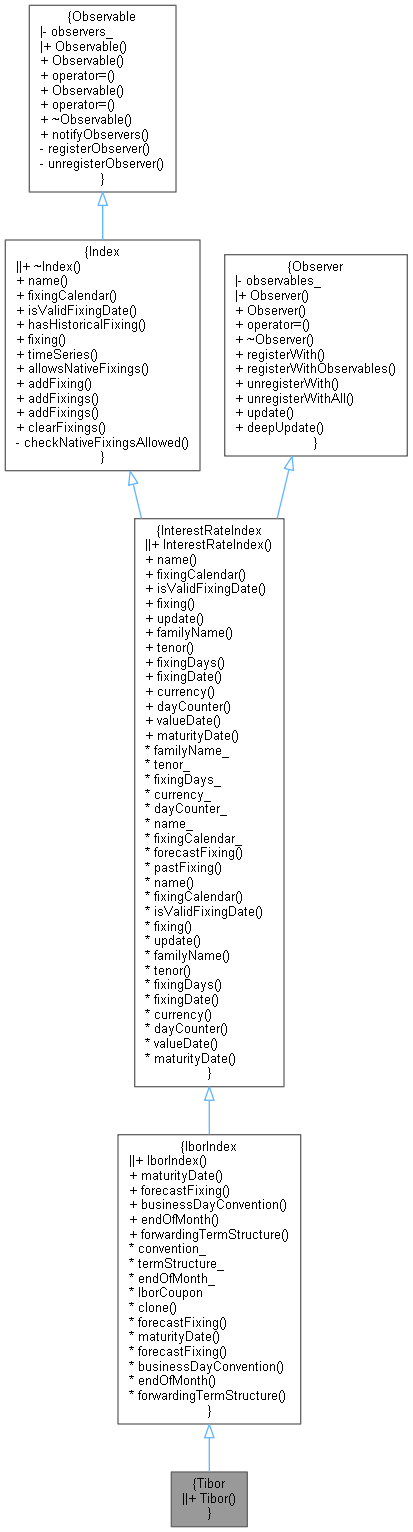 {Observable
|- observers_
|+ Observable()
+ Observable()
+ operator=()
+ Observable()
+ operator=()
+ ~Observable()
+ notifyObservers()
- registerObserver()
- unregisterObserver()
}
{Index
||+ ~Index()
+ name()
+ fixingCalendar()
+ isValidFixingDate()
+ hasHistoricalFixing()
+ fixing()
+ timeSeries()
+ allowsNativeFixings()
+ addFixing()
+ addFixings()
+ addFixings()
+ clearFixings()
- checkNativeFixingsAllowed()
}
{Observer
|- observables_
|+ Observer()
+ Observer()
+ operator=()
+ ~Observer()
+ registerWith()
+ registerWithObservables()
+ unregisterWith()
+ unregisterWithAll()
+ update()
+ deepUpdate()
}
{InterestRateIndex
||+ InterestRateIndex()
+ name()
+ fixingCalendar()
+ isValidFixingDate()
+ fixing()
+ update()
+ familyName()
+ tenor()
+ fixingDays()
+ fixingDate()
+ currency()
+ dayCounter()
+ valueDate()
+ maturityDate()
* familyName_
* tenor_
* fixingDays_
* currency_
* dayCounter_
* name_
* fixingCalendar_
* forecastFixing()
* pastFixing()
* name()
* fixingCalendar()
* isValidFixingDate()
* fixing()
* update()
* familyName()
* tenor()
* fixingDays()
* fixingDate()
* currency()
* dayCounter()
* valueDate()
* maturityDate()
}
{IborIndex
||+ IborIndex()
+ maturityDate()
+ forecastFixing()
+ businessDayConvention()
+ endOfMonth()
+ forwardingTermStructure()
* convention_
* termStructure_
* endOfMonth_
* IborCoupon
* clone()
* forecastFixing()
* maturityDate()
* forecastFixing()
* businessDayConvention()
* endOfMonth()
* forwardingTermStructure()
}
{Tibor
||+ Tibor()
}